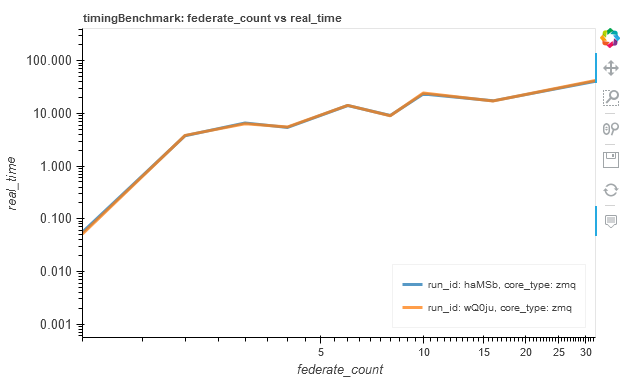 timingBenchmark: federate_count vs real_time
100.000
10.000
1.000
0.100
0.010
0.001
real_time
run_id: haMSb, core_type: zmq
run_id: wQ0ju, core_type: zmq
5
10
15
20
25
30
federate_count